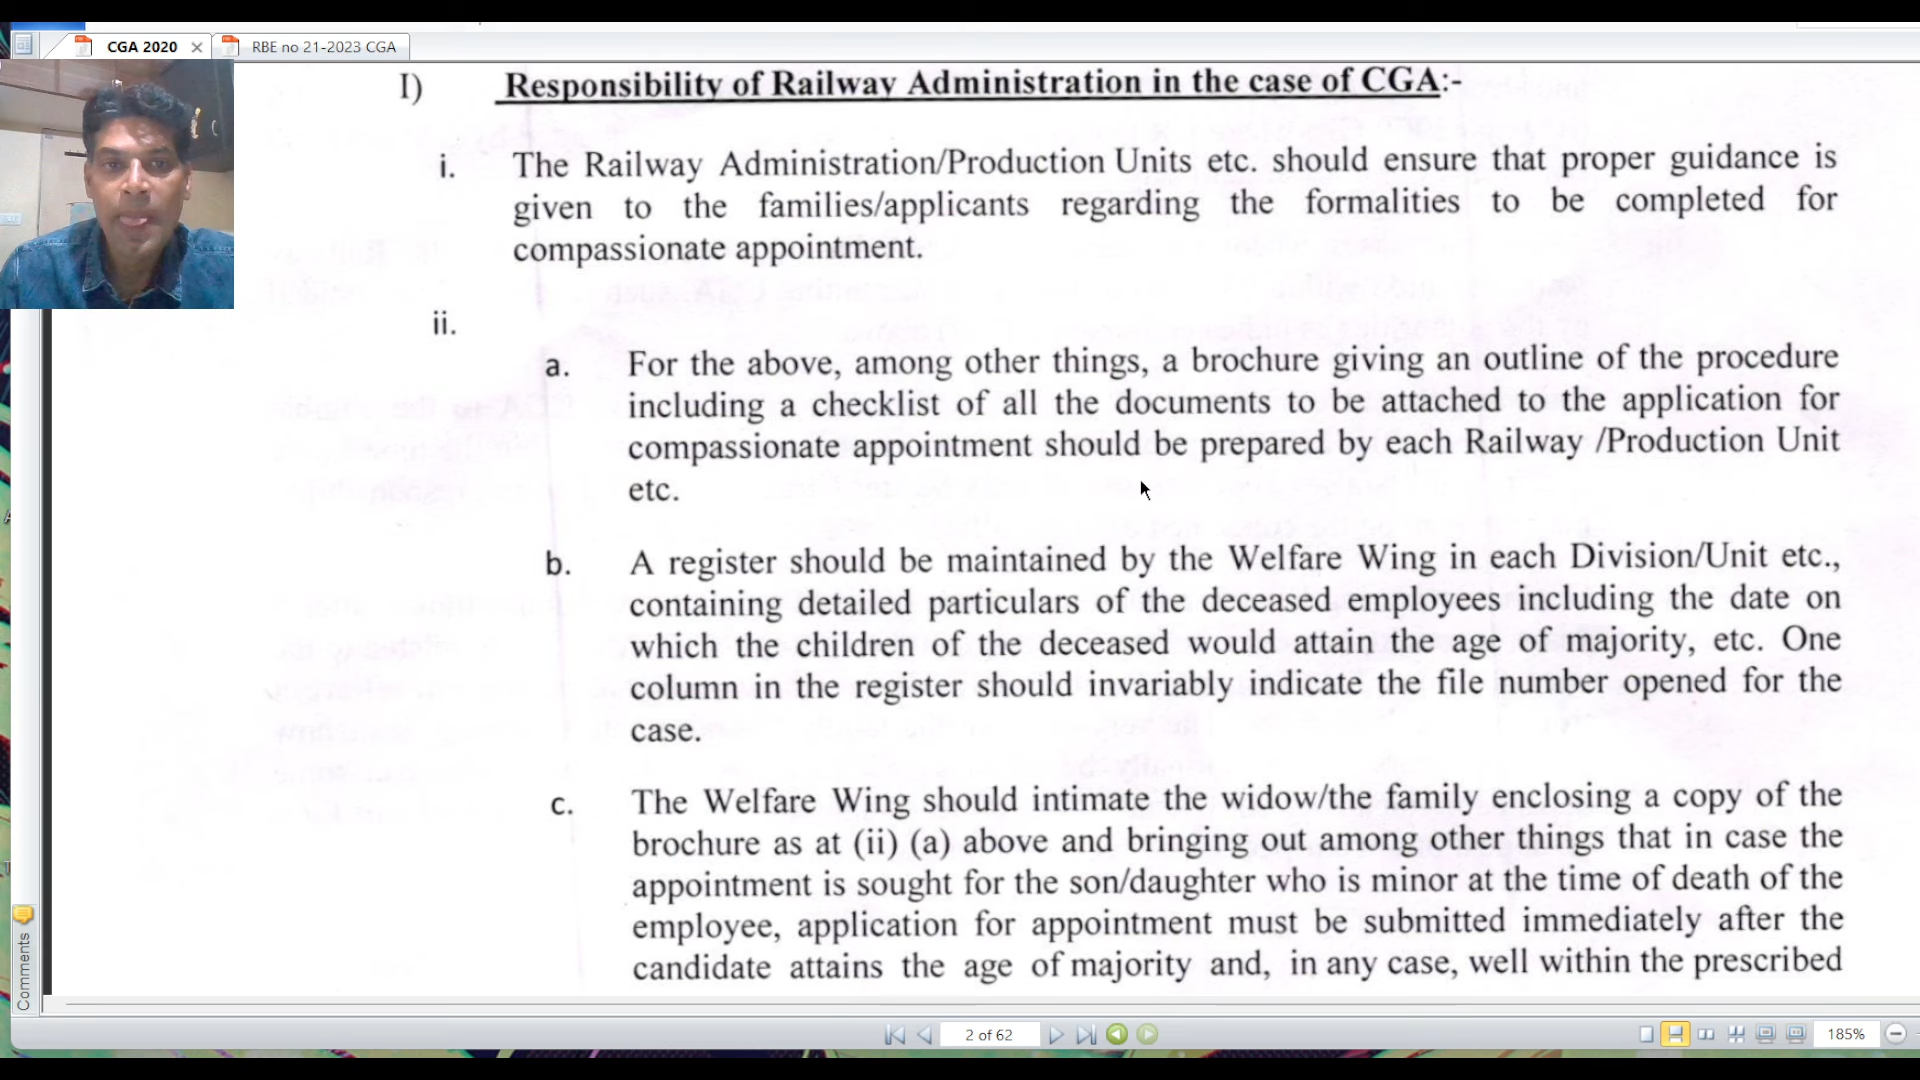 CGA 2020
RBE no 21-2023 CGA
I) Responsibility of Railway Administration in the case of CGA:-
i. The Railway Administration/Production Units etc. should ensure that proper guidance is
given to the families/applicants regarding the formalities to be completed for
compassionate appointment.
ii.
a. For the above, among other things, a brochure giving an outline of the procedure
including a checklist of all the documents to be attached to the application for
compassionate appointment should be prepared by each Railway /Production Unit
etc.
b. A register should be maintained by the Welfare Wing in each Division/Unit etc.,
containing detailed particulars of the deceased employees including the date on
which the children of the deceased would attain the age of majority, etc. One
column in the register should invariably indicate the file number opened for the
case.
c. The Welfare Wing should intimate the widow/the family enclosing a copy of the
brochure as at (ii) (a) above and bringing out among other things that in case the
appointment is sought for the son/daughter who is minor at the time of death of the
employee, application for appointment must be submitted immediately after the
candidate attains the age of majority and, in any case, well within the prescribed
Comments
2 of 62
185%